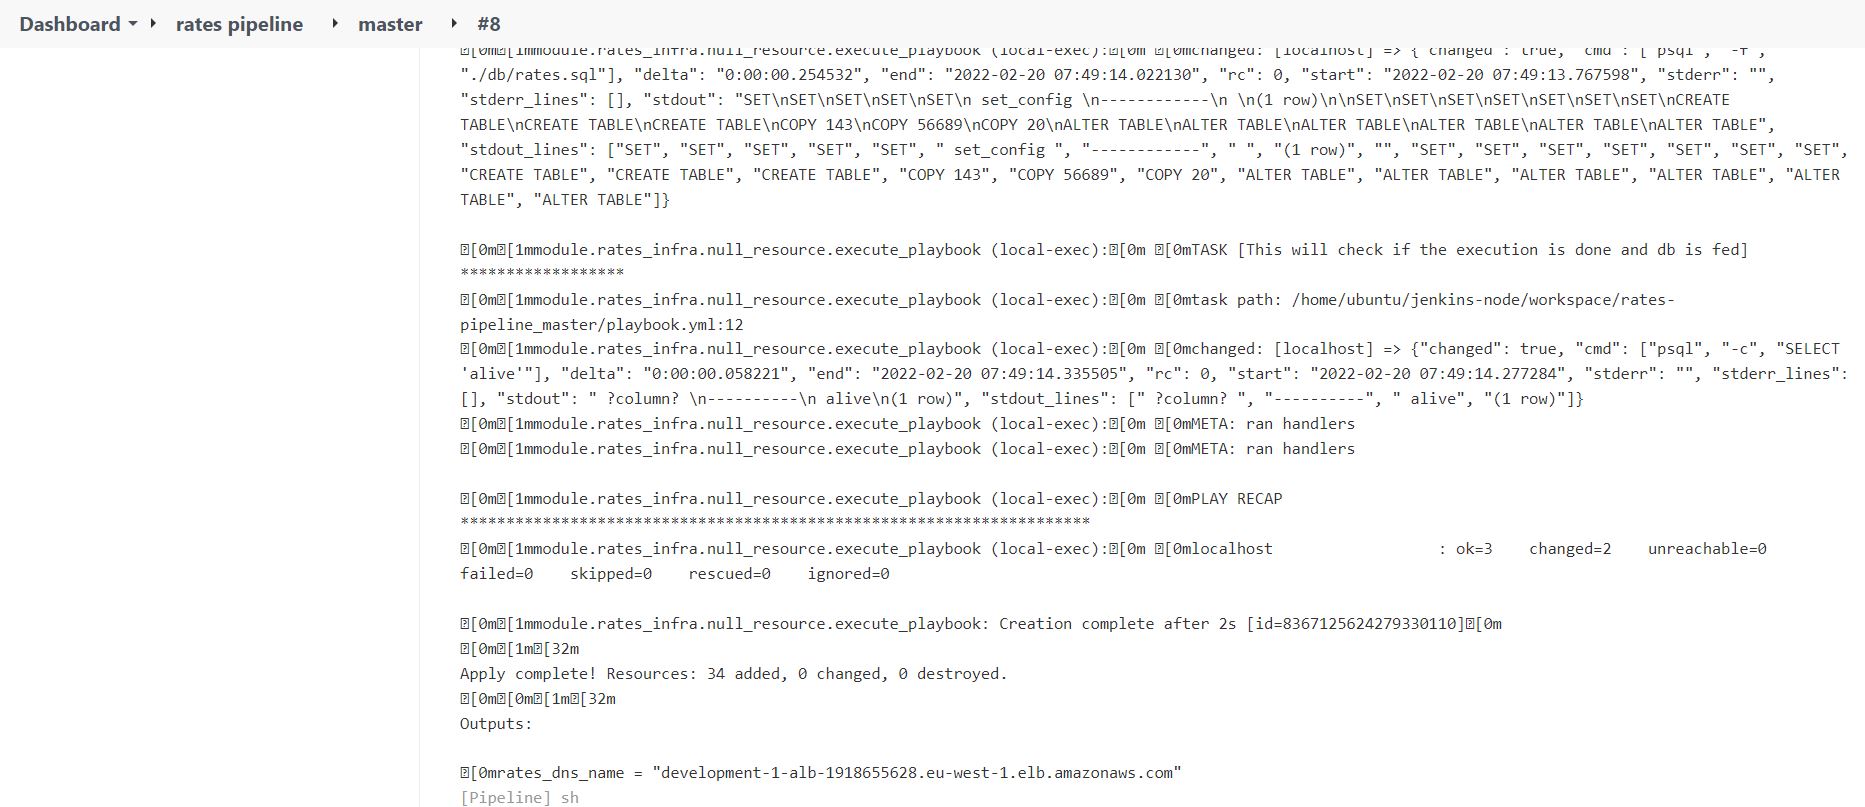 Dashboard rates pipeline master #8
[0m[1mmodule.rates_infra.null_resource.execute_playbook (local-exec):[0m [0mchanged: [localhost] => {"changed": true, "cmd": ["psql", "-f",
"./db/rates.sql"], "delta": "0:00:00.254532", "end": "2022-02-20 07:49:14.022130", "rc": 0, "start": "2022-02-20 07:49:13.767598", "stderr": "",
"stderr_lines": [], "stdout": "SET\nSET\nSET\nSET\nSET\n set_config \n------------\n \n(1 row)\n\nSET\nSET\nSET\nSET\nSET\nSET\nSET\nCREATE
TABLE\nCREATE TABLE\nCREATE TABLE\nCOPY 143\nCOPY 56689\nCOPY 20\nALTER TABLE\nALTER TABLE\nALTER TABLE\nALTER TABLE\nALTER TABLE\nALTER TABLE",
"stdout_lines": ["SET", "SET", "SET", "SET", "SET", " set_config ", "------------", " ", "(1 row)", "", "SET", "SET", "SET", "SET", "SET", "SET", "SET",
"CREATE TABLE", "CREATE TABLE", "CREATE TABLE", "COPY 143", "COPY 56689", "COPY 20", "ALTER TABLE", "ALTER TABLE", "ALTER TABLE", "ALTER TABLE", "ALTER
TABLE", "ALTER TABLE"]}
[0m[1mmodule.rates_infra.null_resource.execute_playbook (local-exec):[0m [0mTASK [This will check if the execution is done and db is fed]
******************
[0m[1mmodule.rates_infra.null_resource.execute_playbook (local-exec):[0m [0mtask path: /home/ubuntu/jenkins-node/workspace/rates-
pipeline_master/playbook.yml:12
[0m[1mmodule.rates_infra.null_resource.execute_playbook (local-exec):[0m [0mchanged: [localhost] => {"changed": true, "cmd": ["psql", "-c", "SELECT
'alive'"], "delta": "0:00:00.058221", "end": "2022-02-20 07:49:14.335505", "rc": 0, "start": "2022-02-20 07:49:14.277284", "stderr": "", "stderr_lines":
[], "stdout": " ?column? \n----------\n alive\n(1 row)", "stdout_lines": [" ?column? ", "----------", " alive", "(1 row)"]}
[0m[1mmodule.rates_infra.null_resource.execute_playbook (local-exec):[0m [0mMETA: ran handlers
[0m[1mmodule.rates_infra.null_resource.execute_playbook (local-exec):[0m [0mMETA: ran handlers
[0m[1mmodule.rates_infra.null_resource.execute_playbook (local-exec):[0m [0mPLAY RECAP
*********************************************************************
[0m[1mmodule.rates_infra.null_resource.execute_playbook (local-exec):[0m [0mlocalhost : ok=3 changed=2 unreachable=0
failed=0 skipped=0 rescued=0 ignored=0
[0m[1mmodule.rates_infra.null_resource.execute_playbook: Creation complete after 2s [id=8367125624279330110][0m
[0m[1m[32m
Apply complete! Resources: 34 added, 0 changed, 0 destroyed.
[0m[0m[1m[32m
Outputs:
[0mrates_dns_name = "development-1-alb-1918655628.eu-west-1.elb.amazonaws.com"
[Pipeline] sh